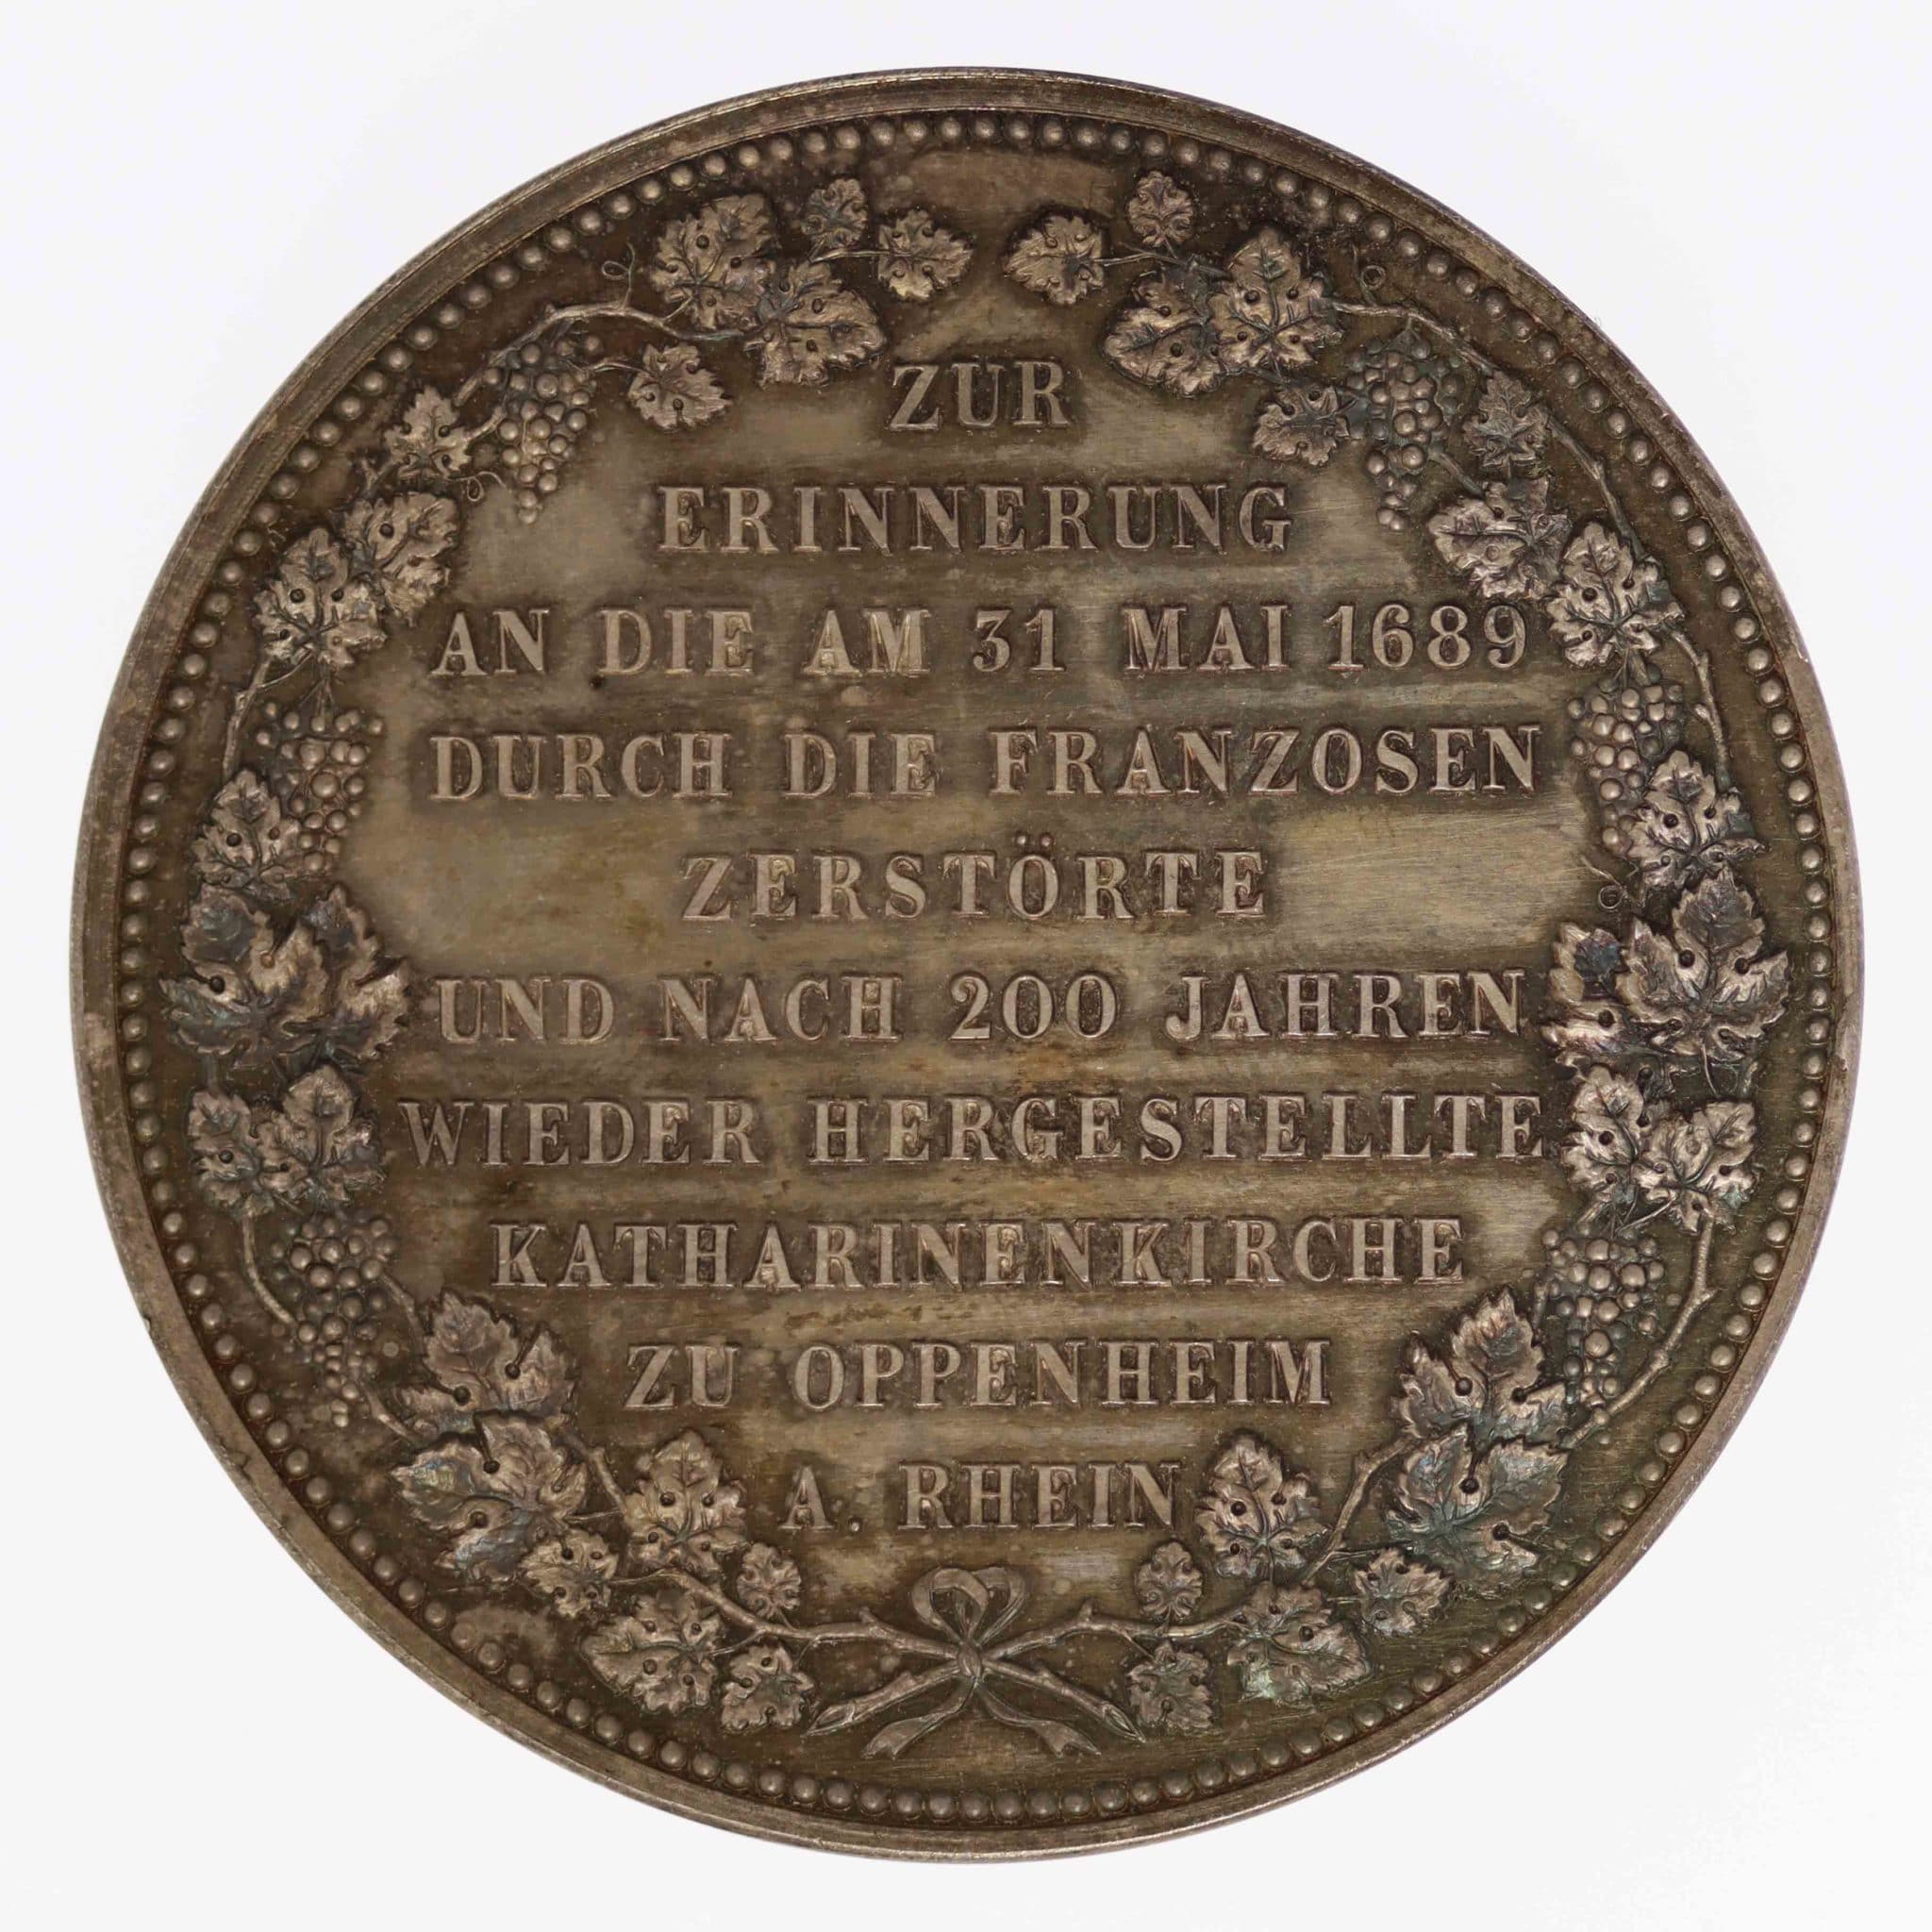 ZUR
ERINNERUNG
AN DIE AM 31 MAI 1689
DURCH DIE FRANZOSEN
ZERSTÖRTE
UND NACH 200 JAHREN
WIEDER HERGESTELLTE
KATHARINENKIRCHE
ZU OPPENHEIM
A. RHEIN